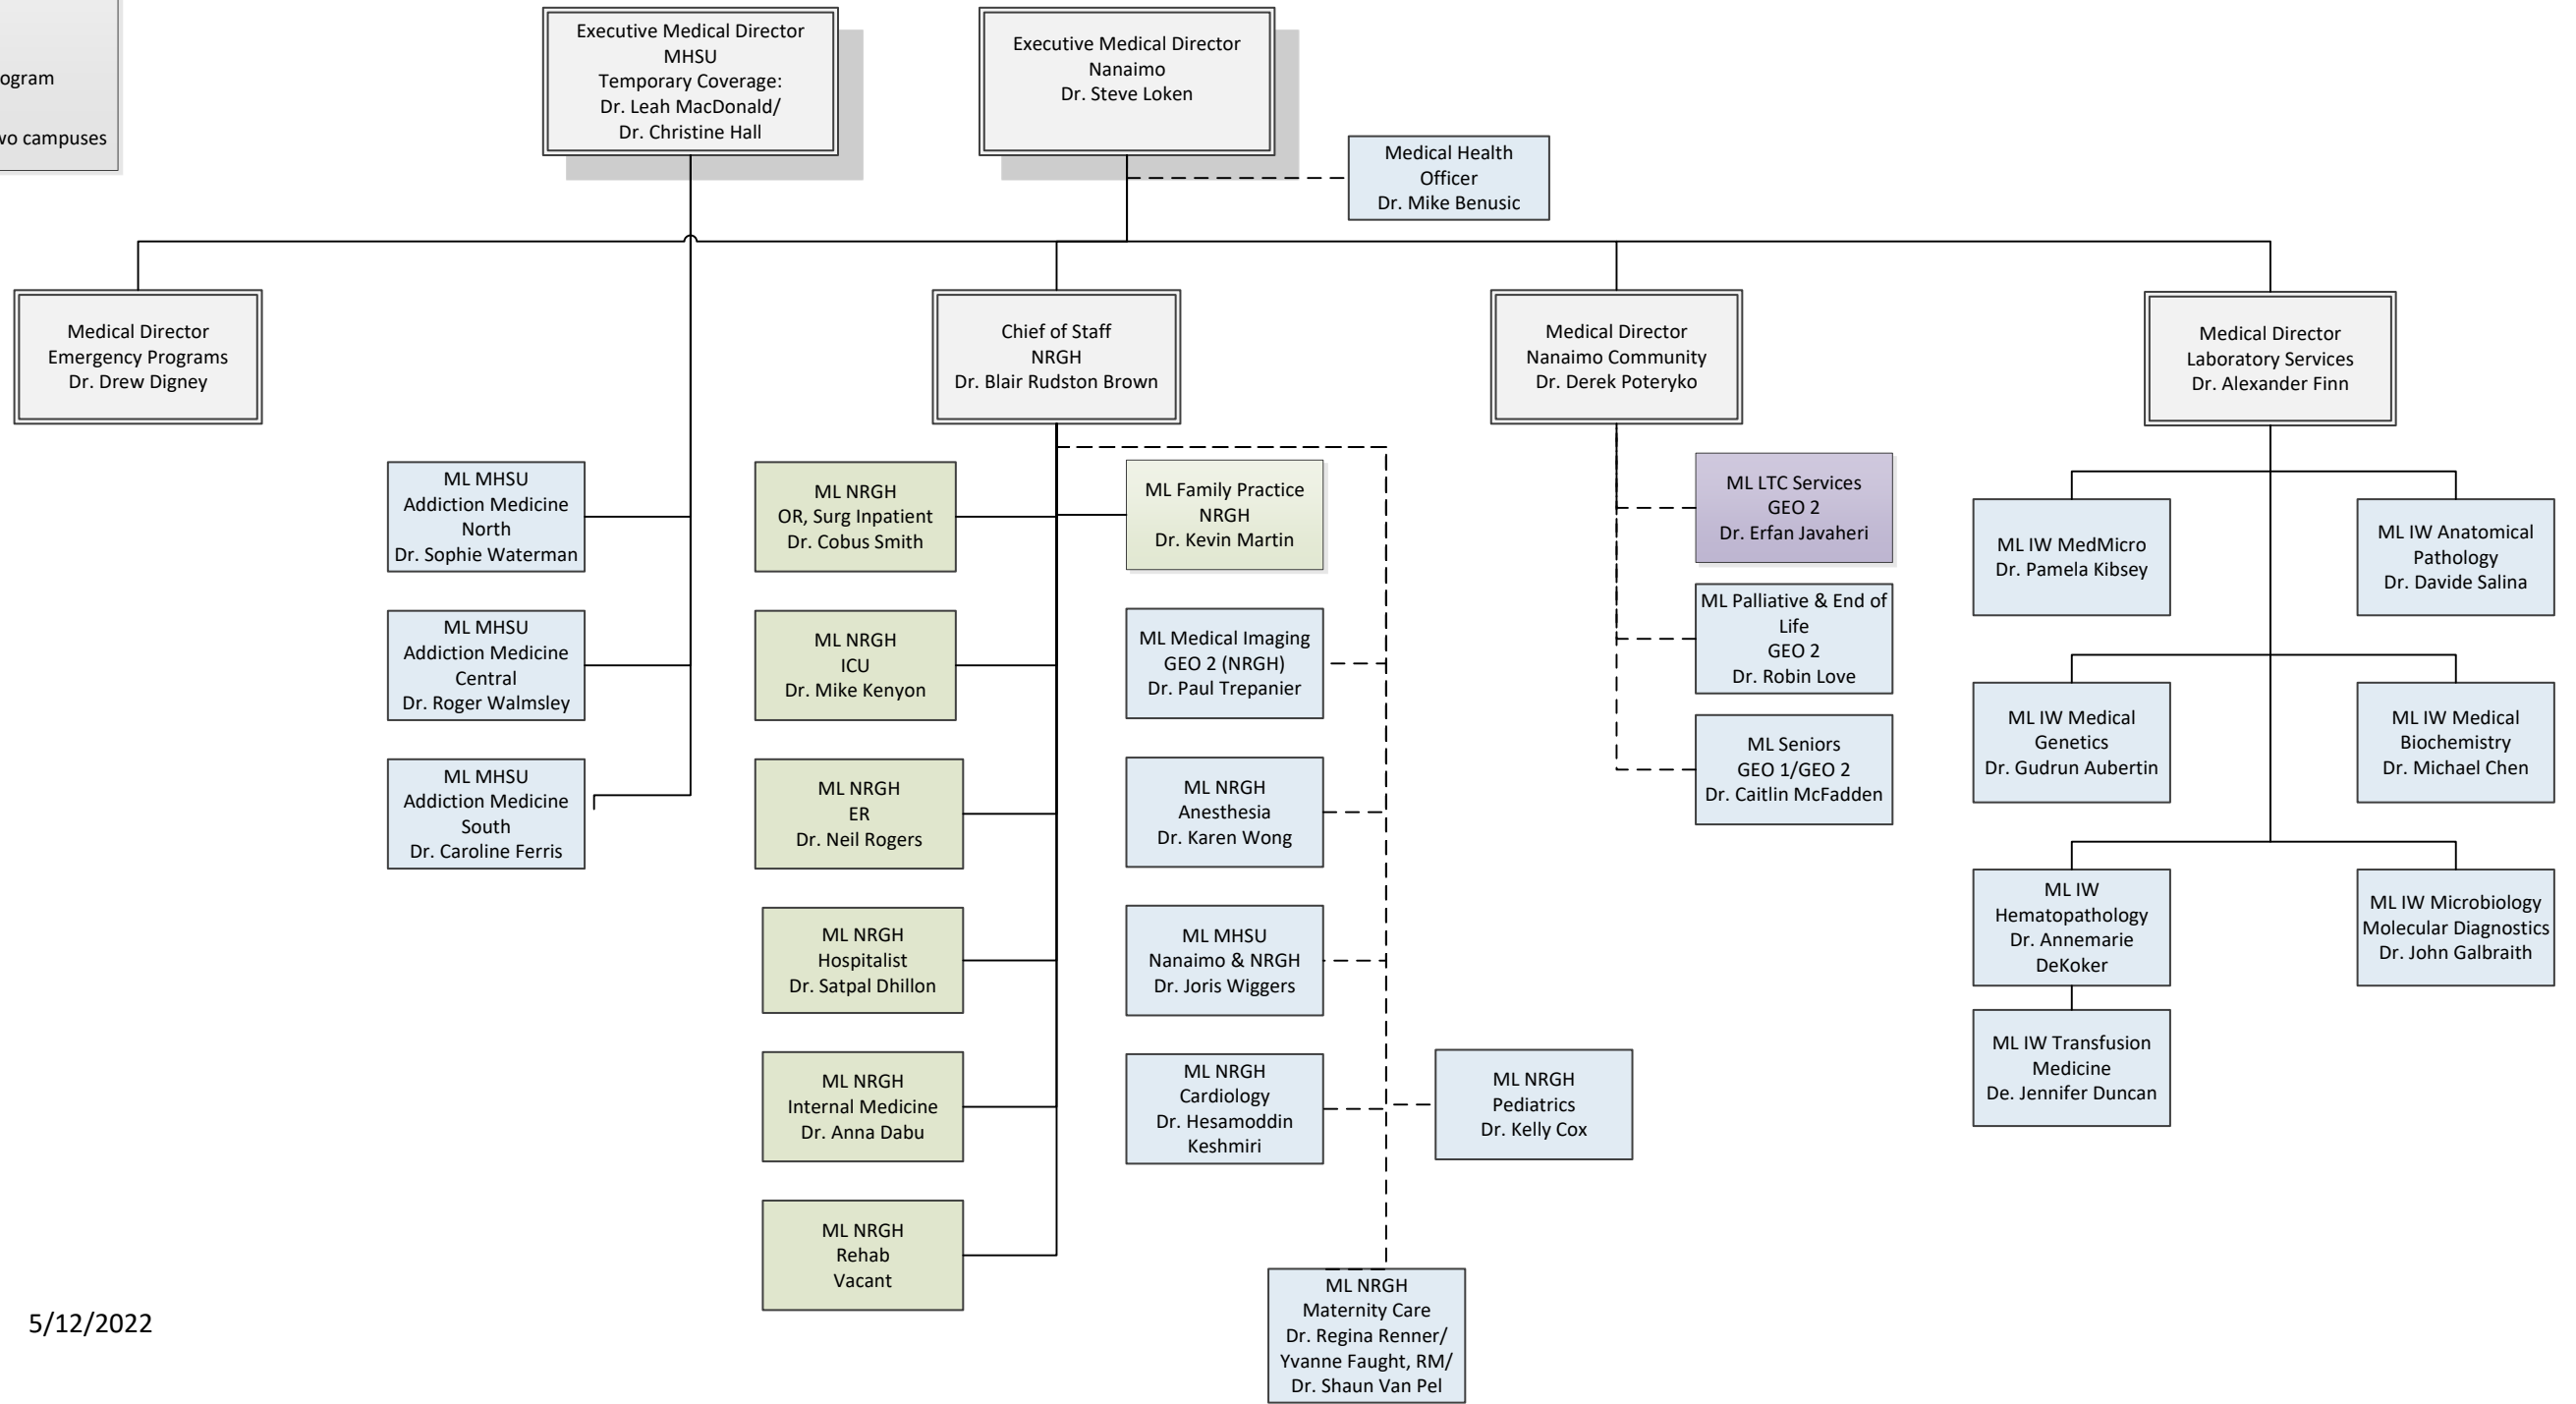 ogram
wo campuses
Executive Medical Director
MHSU
Temporary Coverage:
Dr. Leah MacDonald/
Dr. Christine Hall
Executive Medical Director
Nanaimo
Dr. Steve Loken
Medical Health
Officer
Dr. Mike Benusic
Medical Director
Emergency Programs
Dr. Drew Digney
Chief of Staff
NRGH
Dr. Blair Rudston Brown
Medical Director
Nanaimo Community
Dr. Derek Poteryko
Medical Director
Laboratory Services
Dr. Alexander Finn
ML MHSU
Addiction Medicine
North
Dr. Sophie Waterman
ML MHSU
Addiction Medicine
Central
Dr. Roger Walmsley
ML MHSU
Addiction Medicine
South
Dr. Caroline Ferris
ML NRGH
OR, Surg Inpatient
Dr. Cobus Smith
ML NRGH
ICU
Dr. Mike Kenyon
ML NRGH
ER
Dr. Neil Rogers
ML NRGH
Hospitalist
Dr. Satpal Dhillon
ML NRGH
Internal Medicine
Dr. Anna Dabu
ML NRGH
Rehab
Vacant
ML Family Practice
NRGH
Dr. Kevin Martin
ML Medical Imaging
GEO 2 (NRGH)
Dr. Paul Trepanier
ML NRGH
Anesthesia
Dr. Karen Wong
ML MHSU
Nanaimo & NRGH
Dr. Joris Wiggers
ML NRGH
Cardiology
Dr. Hesamoddin
Keshmiri
ML NRGH
Pediatrics
Dr. Kelly Cox
ML NRGH
Maternity Care
Dr. Regina Renner/
Yvanne Faught, RM/
Dr. Shaun Van Pel
ML LTC Services
GEO 2
Dr. Erfan Javaheri
ML Palliative & End of
Life
GEO 2
Dr. Robin Love
ML Seniors
GEO 1/GEO 2
Dr. Caitlin McFadden
ML IW MedMicro
Dr. Pamela Kibsey
ML IW Anatomical
Pathology
Dr. Davide Salina
ML IW Medical
Genetics
Dr. Gudrun Aubertin
ML IW Medical
Biochemistry
Dr. Michael Chen
ML IW
Hematopathology
Dr. Annemarie
DeKoker
ML IW Microbiology
Molecular Diagnostics
Dr. John Galbraith
ML IW Transfusion
Medicine
De. Jennifer Duncan
5/12/2022